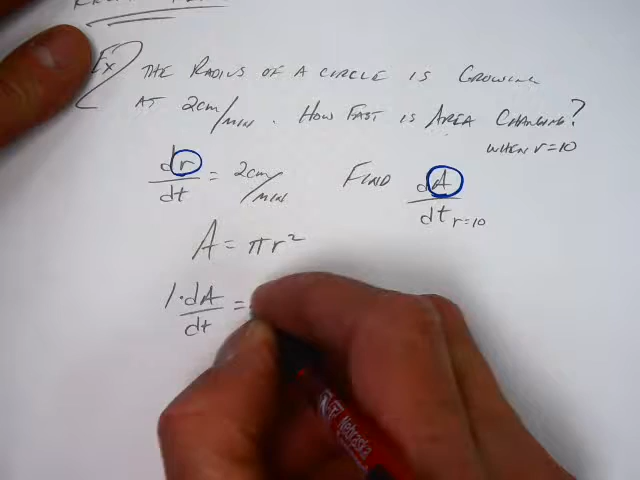 Ex THE RADIUS OF A CIRCLE IS GROWING
AT 2cm/MIN. HOW FAST IS AREA CHANGING?
WHEN r=10
dr/dt = 2cm/MIN FIND dA/dt r=10
A = πr²
1·dA/dt =
Nebraska